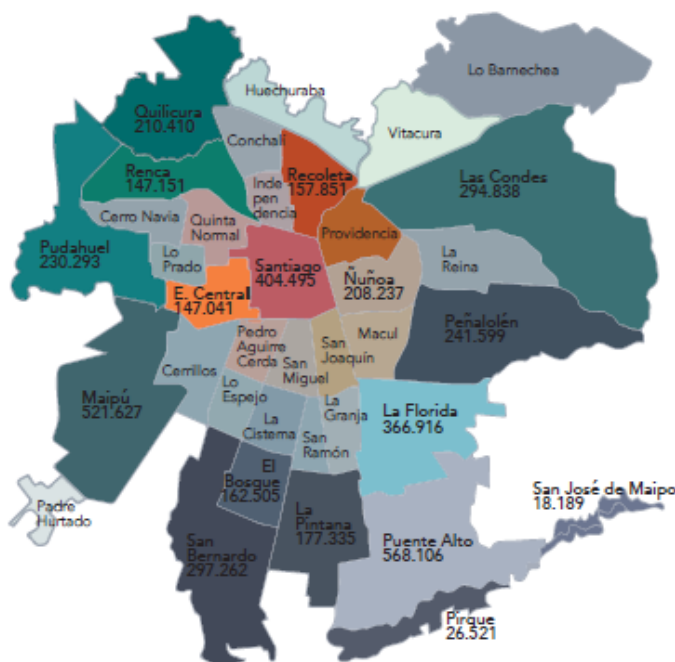 Lo Barnechea
Huechuraba
Quilicura
210.410
Vitacura
Conchalí
Renca
147.151
Recoleta
157.851
Las Condes
294.838
Inde
pen
dencia
Cerro Navia
Quinta
Normal
Providencia
Pudahuel
230.293
Lo
Prado
La
Reina
Santiago
404.495
Ñuñoa
208.237
E. Central
147.041
Peñalolén
241.599
Pedro
Aguirre
Cerda
San
Joaquín
Macul
Cerrillos
San
Miguel
Maipú
521.627
Lo
Espejo
La
Granja
La Florida
366.916
La
Cisterna
San
Ramón
El
Bosque
162.505
San José de Maipo
18.189
Padre
Hurtado
La
Pintana
177.335
Puente Alto
568.106
San
Bernardo
297.262
Pirque
26.521